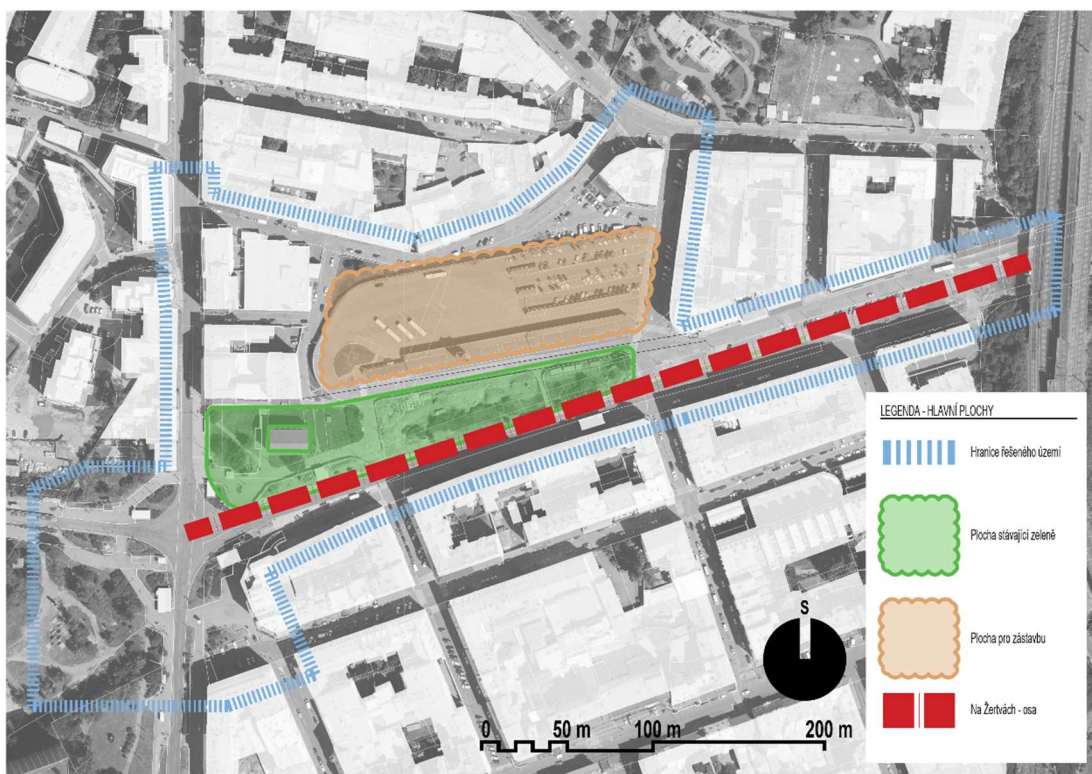 LEGENDA - HLAVNÍ PLOCHY
Hranice řešeného území
Plocha stávající zeleně
Plocha pro zástavbu
Na Žertvách - osa
S
0 50 m 100 m 200 m